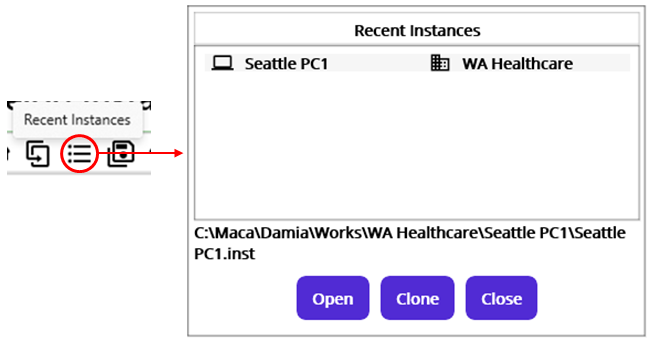 Recent Instances
Recent Instances
Seattle PC1 WA Healthcare
C:\Maca\Damia\Works\WA Healthcare\Seattle PC1\Seattle
PC1.inst
Open Clone Close